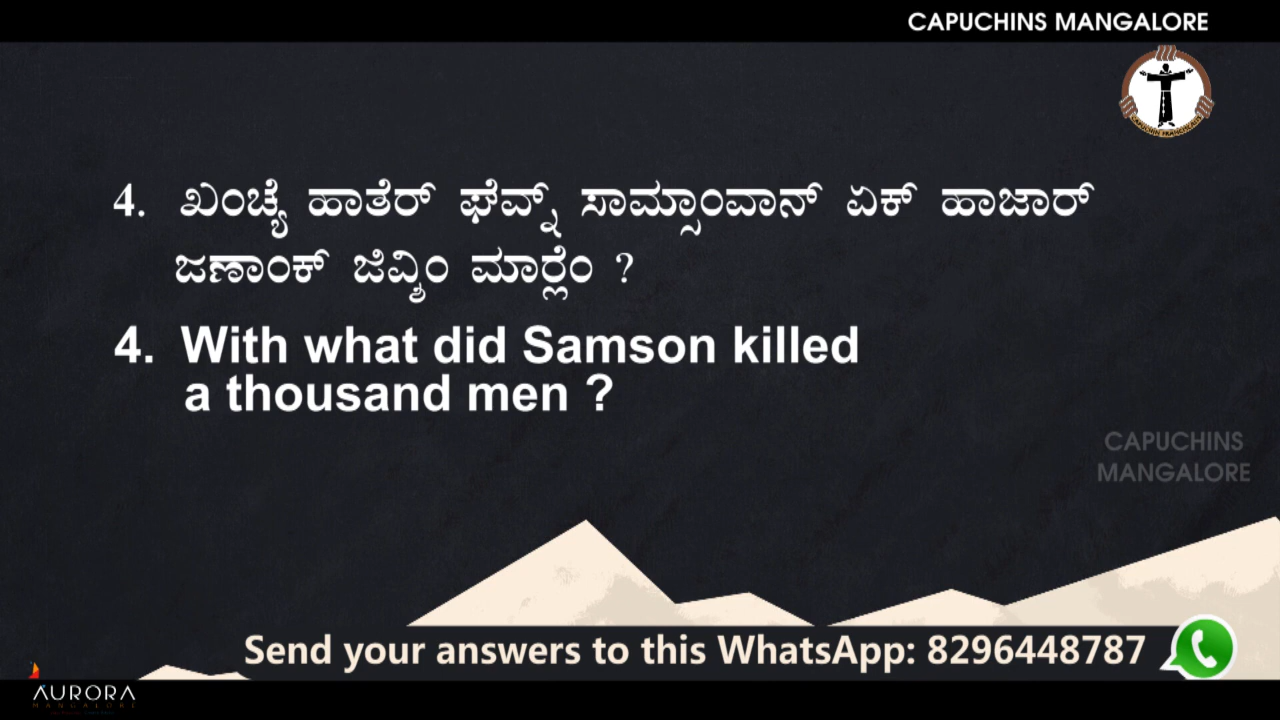 CAPUCHINS MANGALORE
4. ಖಂಚ್ಯೆ ಹಾತೆರ್ ಘೆವ್ನ್ ಸಾಮ್ಸಾಂವಾನ್ ಏಕ್ ಹಾಜಾರ್
ಜಣಾಂಕ್ ಜಿವ್ಶಿಂ ಮಾರ್‍ಲೆಂ ?
4. With what did Samson killed
a thousand men ?
CAPUCHINS
MANGALORE
Send your answers to this WhatsApp: 8296448787
AURORA
MANGALORE